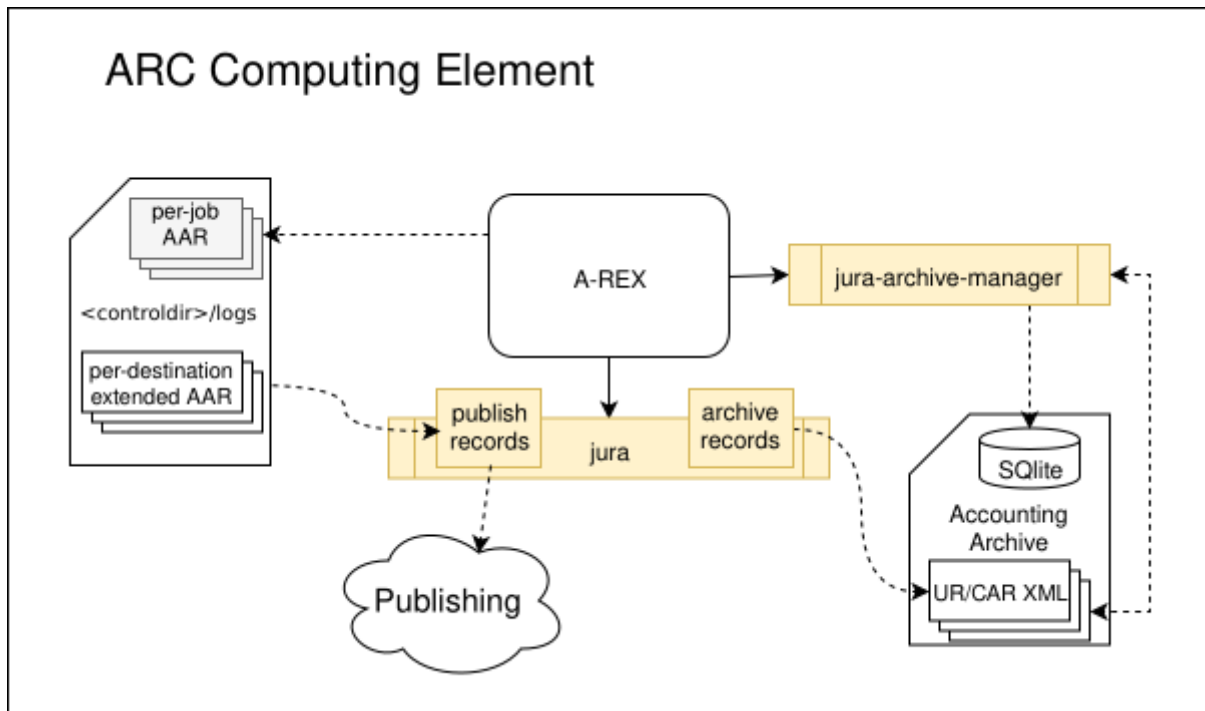 ARC Computing Element
per-job
AAR
<controldir>/logs
per-destination
extended AAR
A-REX
jura-archive-manager
publish
records
jura
archive
records
Publishing
SQlite
Accounting
Archive
UR/CAR XML